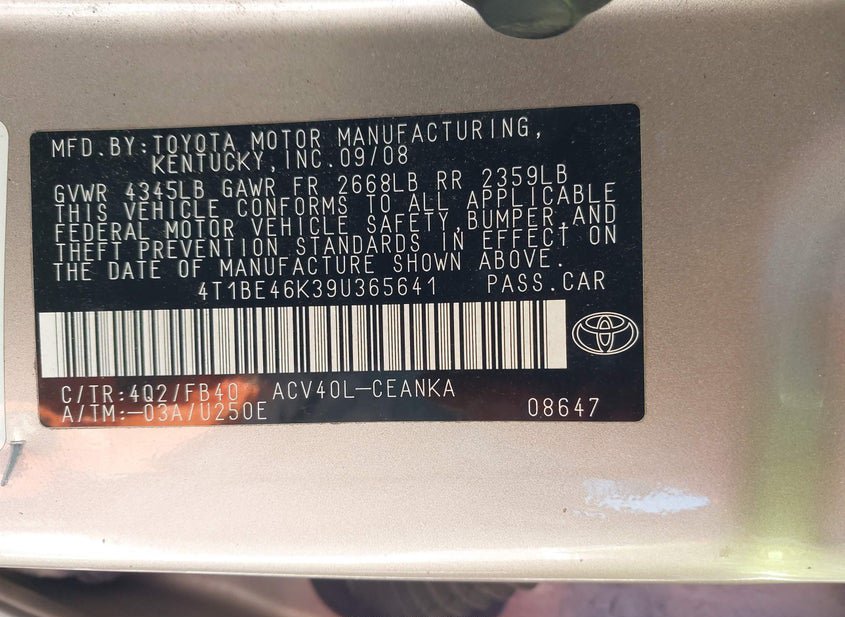 MFD.BY:TOYOTA MOTOR MANUFACTURING,
KENTUCKY,INC.09/08
GVWR 4345LB GAWR FR 2668LB RR 2359LB
THIS VEHICLE CONFORMS TO ALL APPLICABLE
FEDERAL MOTOR VEHICLE SAFETY,BUMPER,AND
THEFT PREVENTION STANDARDS IN EFFECT ON
THE DATE OF MANUFACTURE SHOWN ABOVE.
4T1BE46K39U365641 PASS.CAR
C/TR:4Q2/FB40 ACV40L-CEANKA
A/TM:-03A/U250E 08647